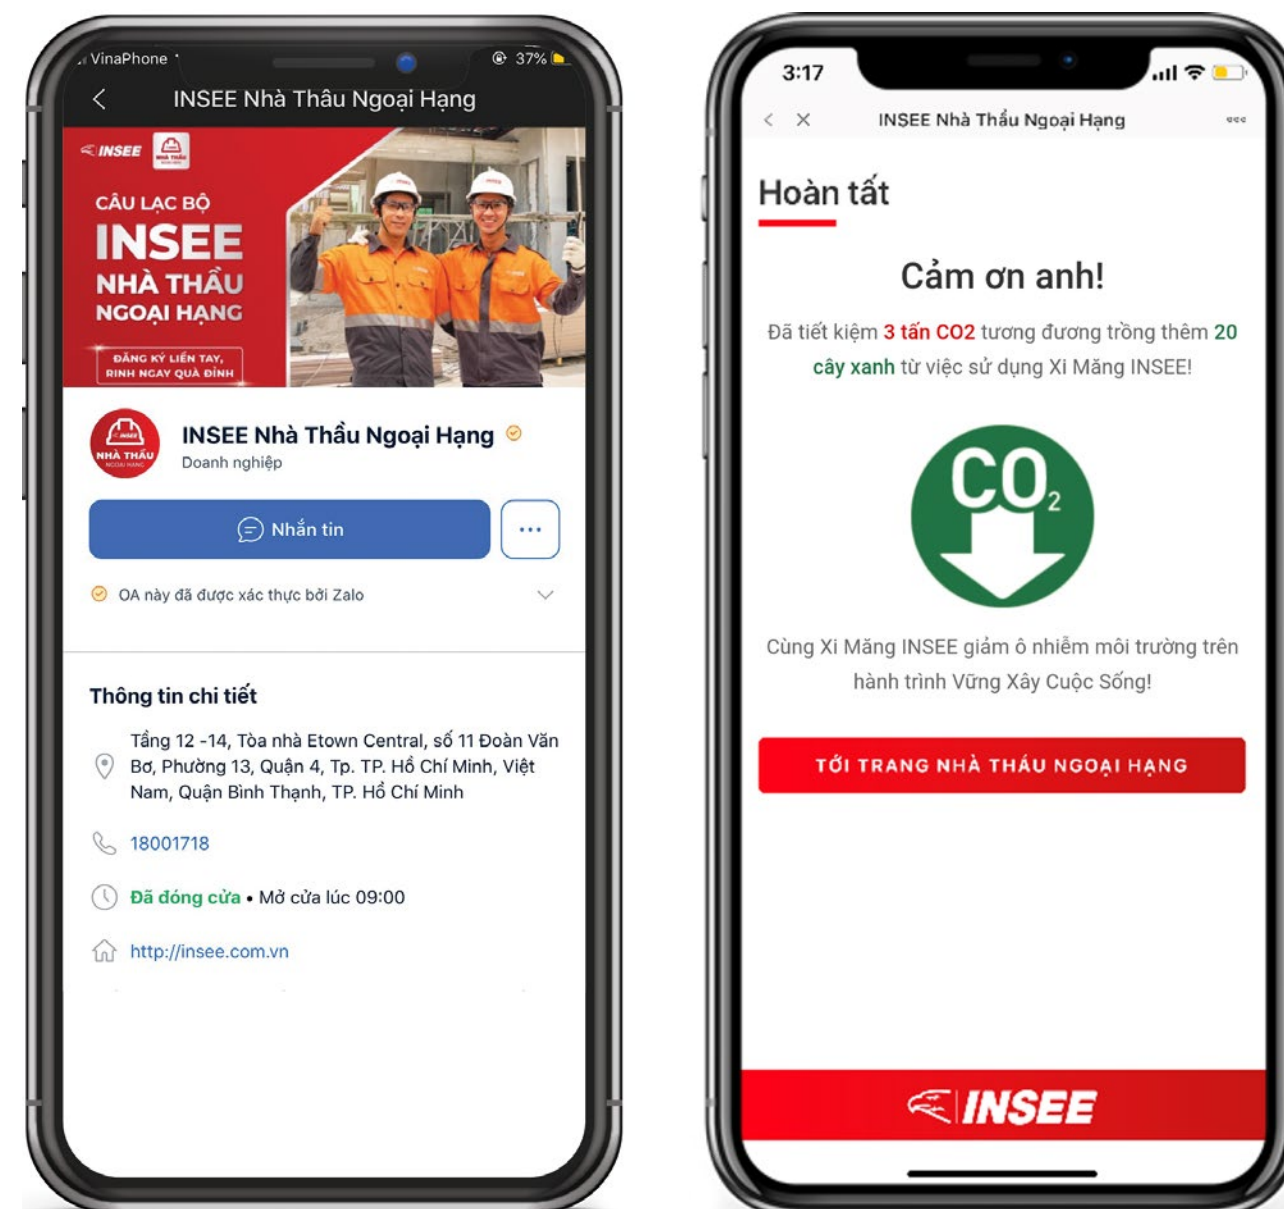 VinaPhone
37%
INSEE Nhà Thầu Ngoại Hạng
INSEE
NHÀ THẦU
CÂU LẠC BỘ
INSEE
NHÀ THẦU
NGOẠI HẠNG
ĐĂNG KÝ LIỀN TAY,
RINH NGAY QUÀ ĐỈNH
INSEE
NHÀ THẦU
NGOẠI HẠNG
INSEE Nhà Thầu Ngoại Hạng
Doanh nghiệp
Nhắn tin
OA này đã được xác thực bởi Zalo
Thông tin chi tiết
Tầng 12 -14, Tòa nhà Etown Central, số 11 Đoàn Văn
Bơ, Phường 13, Quận 4, Tp. TP. Hồ Chí Minh, Việt
Nam, Quận Bình Thạnh, TP. Hồ Chí Minh
18001718
Đã đóng cửa • Mở cửa lúc 09:00
http://insee.com.vn
3:17
INSEE Nhà Thầu Ngoại Hạng
Hoàn tất
Cảm ơn anh!
Đã tiết kiệm 3 tấn CO2 tương đương trồng thêm 20
cây xanh từ việc sử dụng Xi Măng INSEE!
CO2
Cùng Xi Măng INSEE giảm ô nhiễm môi trường trên
hành trình Vững Xây Cuộc Sống!
TỚI TRANG NHÀ THẦU NGOẠI HẠNG
INSEE